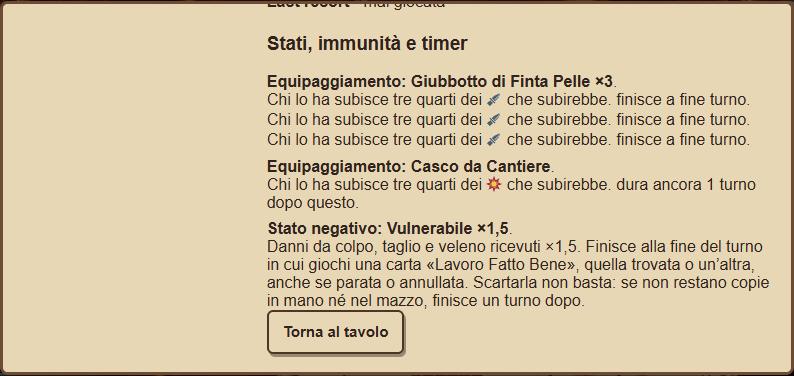 Last resort - mai giocata
Stati, immunità e timer
Equipaggiamento: Giubbotto di Finta Pelle ×3.
Chi lo ha subisce tre quarti dei che subirebbe. finisce a fine turno.
Chi lo ha subisce tre quarti dei che subirebbe. finisce a fine turno.
Chi lo ha subisce tre quarti dei che subirebbe. finisce a fine turno.
Equipaggiamento: Casco da Cantiere.
Chi lo ha subisce tre quarti dei che subirebbe. dura ancora 1 turno
dopo questo.
Stato negativo: Vulnerabile ×1,5.
Danni da colpo, taglio e veleno ricevuti ×1,5. Finisce alla fine del turno
in cui giochi una carta «Lavoro Fatto Bene», quella trovata o un’altra,
anche se parata o annullata. Scartarla non basta: se non restano copie
in mano né nel mazzo, finisce un turno dopo.
Torna al tavolo